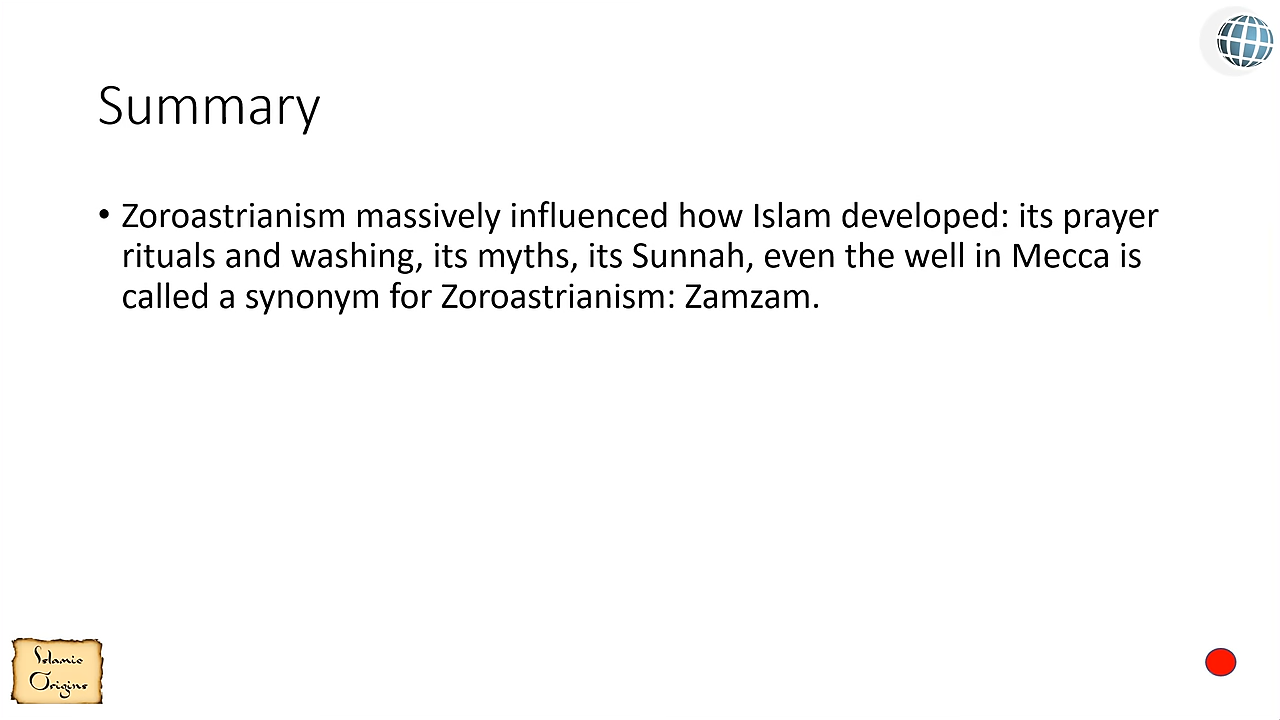 Summary
• Zoroastrianism massively influenced how Islam developed: its prayer
rituals and washing, its myths, its Sunnah, even the well in Mecca is
called a synonym for Zoroastrianism: Zamzam.
Islamic
Origins